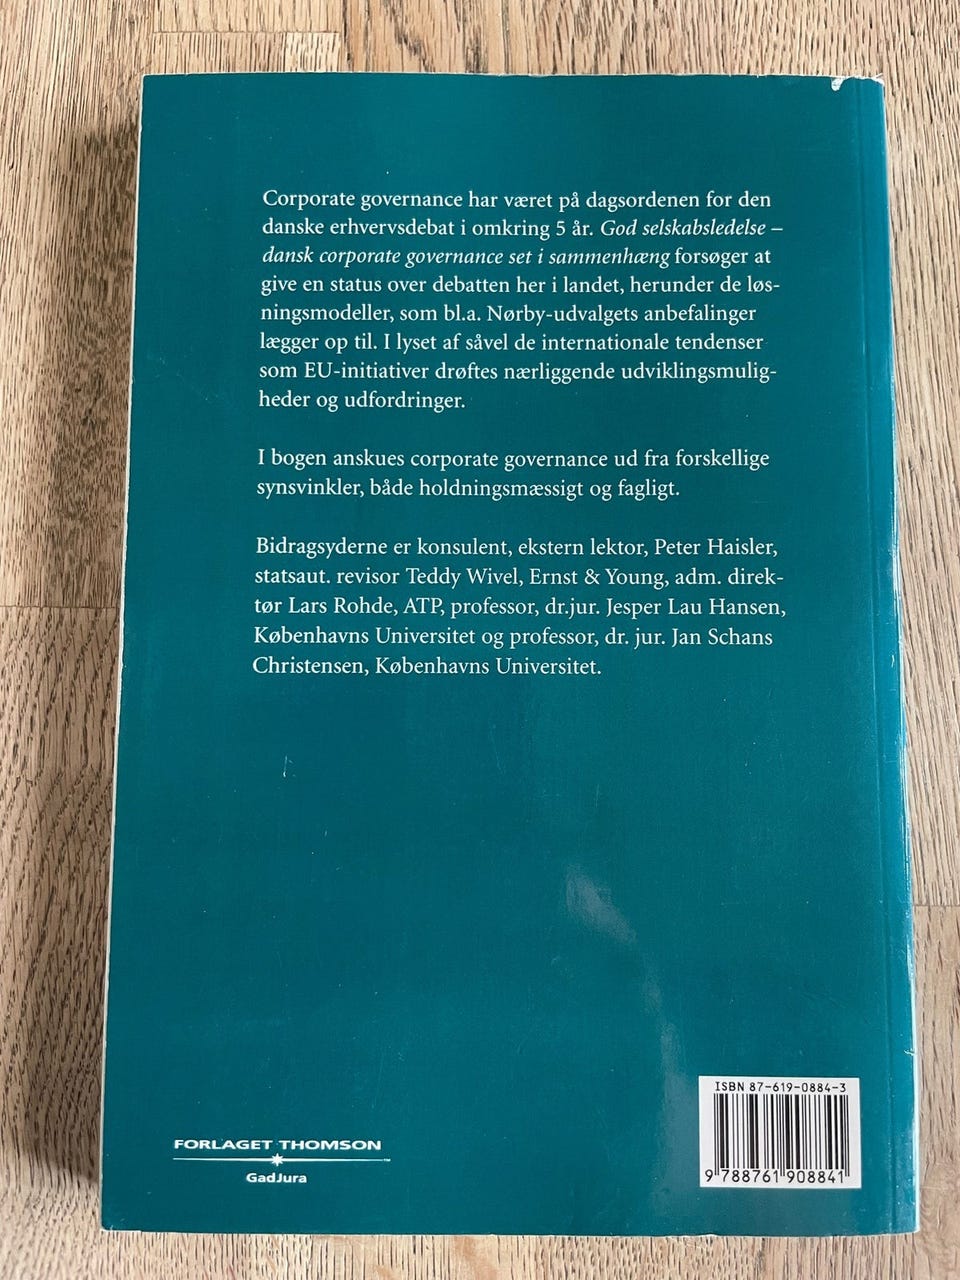 Corporate governance har været på dagsordenen for den
danske erhvervsdebat i omkring 5 år. God selskabsledelse –
dansk corporate governance set i sammenhæng forsøger at
give en status over debatten her i landet, herunder de løs-
ningsmodeller, som bl.a. Nørby-udvalgets anbefalinger
lægger op til. I lyset af såvel de internationale tendenser
som EU-initiativer drøftes nærliggende udviklingsmulig-
heder og udfordringer.
I bogen anskues corporate governance ud fra forskellige
synsvinkler, både holdningsmæssigt og fagligt.
Bidragsyderne er konsulent, ekstern lektor, Peter Haisler,
statsaut. revisor Teddy Wivel, Ernst & Young, adm. direk-
tør Lars Rohde, ATP, professor, dr.jur. Jesper Lau Hansen,
Københavns Universitet og professor, dr. jur. Jan Schans
Christensen, Københavns Universitet.
ISBN 87-619-0884-3
9 788761 908841
FORLAGET THOMSON
™
GadJura